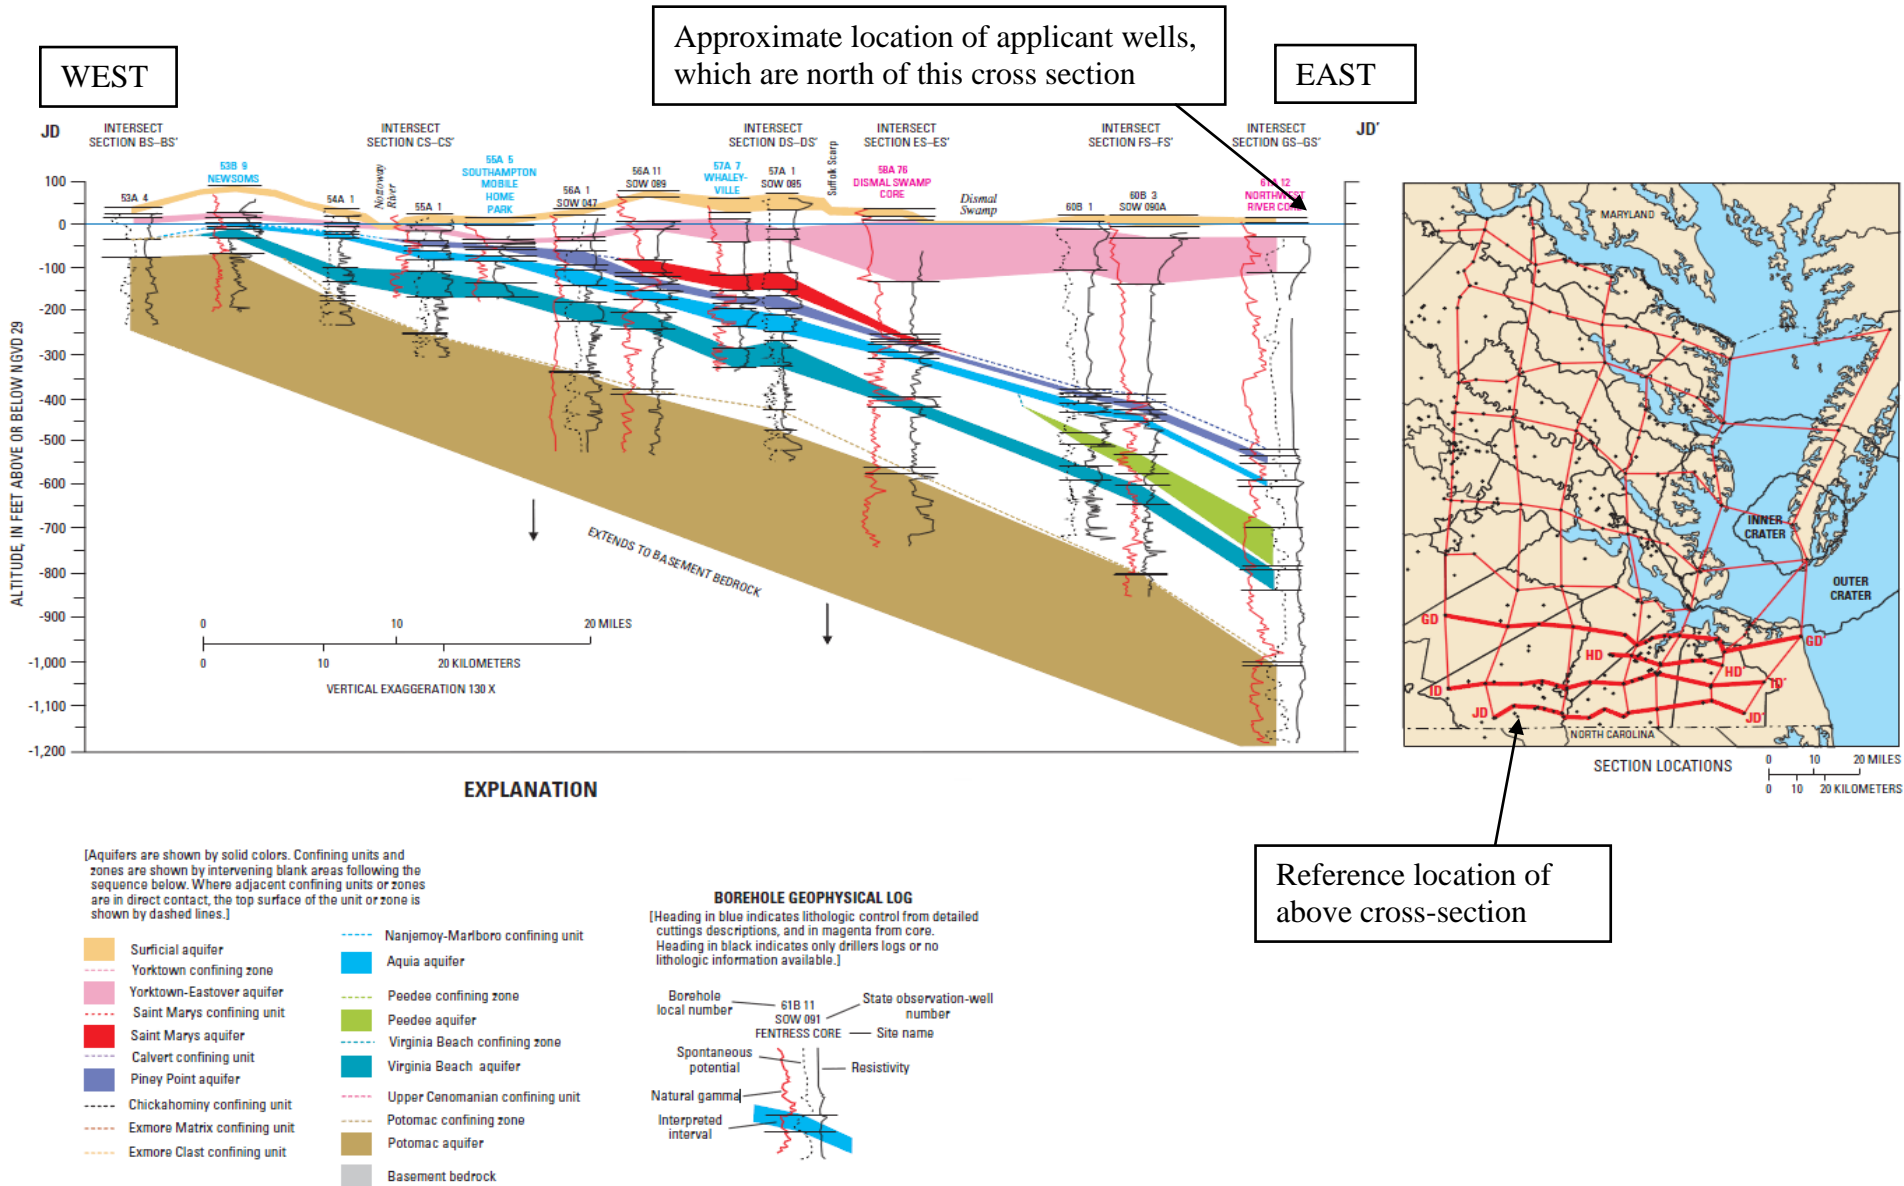 WEST
Approximate location of applicant wells,
which are north of this cross section
EAST
JD
JD'
INTERSECT
SECTION BS–BS'
INTERSECT
SECTION CS–CS'
INTERSECT
SECTION DS–DS'
INTERSECT
SECTION ES–ES'
INTERSECT
SECTION FS–FS'
INTERSECT
SECTION GS–GS'
53A 4
53B 9
NEWSOMS
54A 1
Nottoway
River
55A 1
55A 5
SOUTHAMPTON
MOBILE
HOME
PARK
56A 1
SOW 047
56A 11
SOW 089
57A 7
WHALEY-
VILLE
57A 1
SOW 085
Suffolk Scarp
58A 76
DISMAL SWAMP
CORE
Dismal
Swamp
60B 1
60B 3
SOW 090A
61A 12
NORTHWEST
RIVER CORE
ALTITUDE, IN FEET ABOVE OR BELOW NGVD 29
100
0
-100
-200
-300
-400
-500
-600
-700
-800
-900
-1,000
-1,100
-1,200
EXTENDS TO BASEMENT BEDROCK
0 10 20 MILES
0 10 20 KILOMETERS
VERTICAL EXAGGERATION 130 X
MARYLAND
INNER
CRATER
OUTER
CRATER
GD
GD'
HD
HD'
ID
ID'
JD
JD'
NORTH CAROLINA
SECTION LOCATIONS
0 10 20 MILES
0 10 20 KILOMETERS
Reference location of
above cross-section
EXPLANATION
[Aquifers are shown by solid colors. Confining units and
zones are shown by intervening blank areas following the
sequence below. Where adjacent confining units or zones
are in direct contact, the top surface of the unit or zone is
shown by dashed lines.]
Surficial aquifer
Yorktown confining zone
Yorktown-Eastover aquifer
Saint Marys confining unit
Saint Marys aquifer
Calvert confining unit
Piney Point aquifer
Chickahominy confining unit
Exmore Matrix confining unit
Exmore Clast confining unit
Nanjemoy-Marlboro confining unit
Aquia aquifer
Peedee confining zone
Peedee aquifer
Virginia Beach confining zone
Virginia Beach aquifer
Upper Cenomanian confining unit
Potomac confining zone
Potomac aquifer
Basement bedrock
BOREHOLE GEOPHYSICAL LOG
[Heading in blue indicates lithologic control from detailed
cuttings descriptions, and in magenta from core.
Heading in black indicates only drillers logs or no
lithologic information available.]
Borehole
local number
61B 11
SOW 091
FENTRESS CORE
State observation-well
number
Site name
Spontaneous
potential
Resistivity
Natural gamma
Interpreted
interval